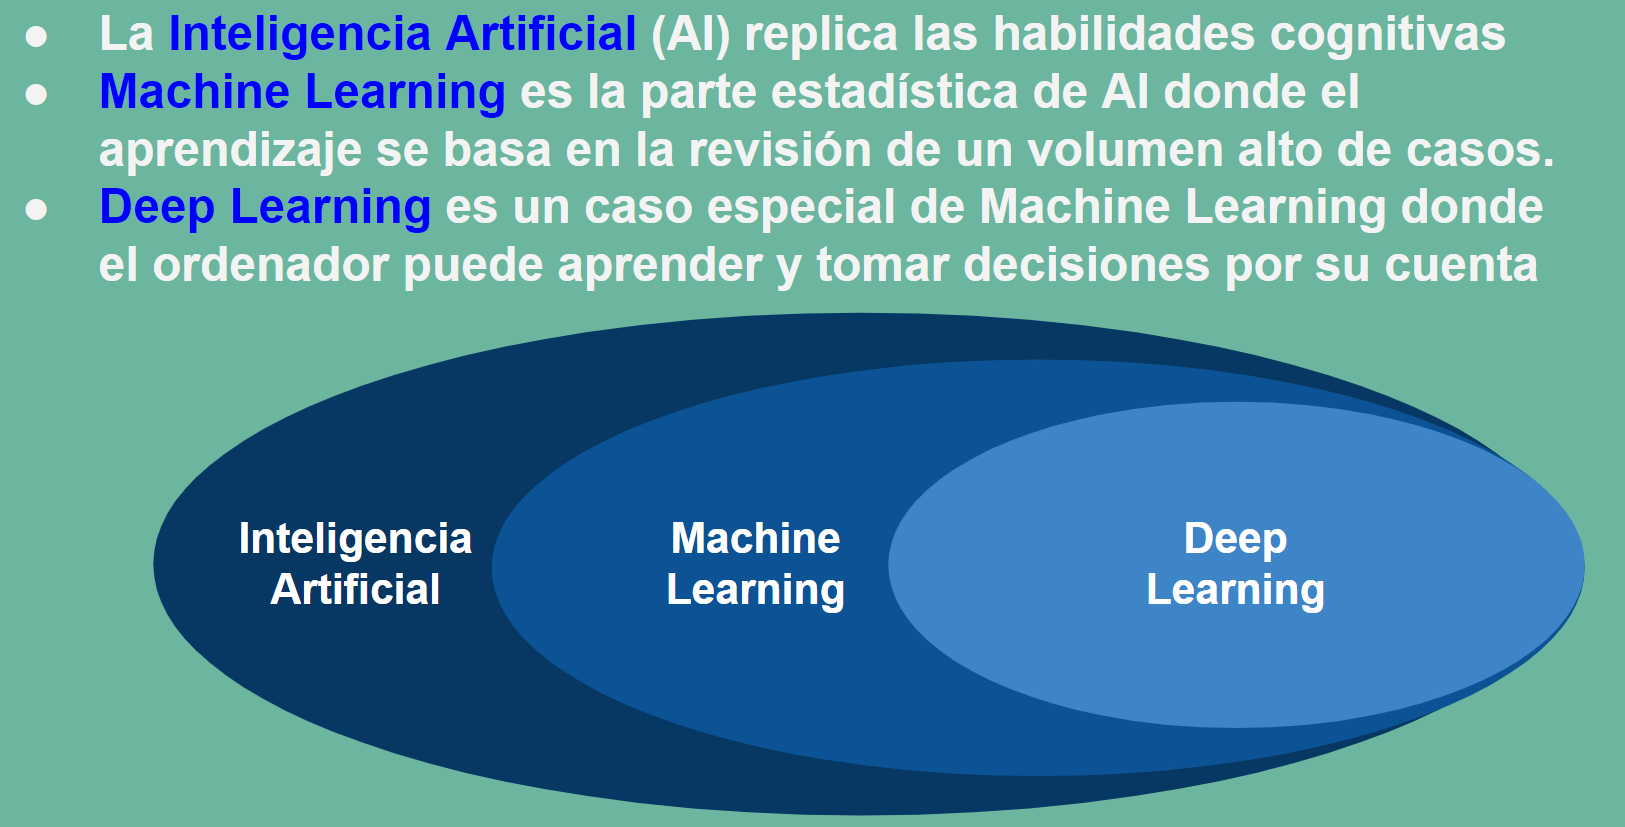 ● La Inteligencia Artificial (AI) replica las habilidades cognitivas
● Machine Learning es la parte estadística de AI donde el
aprendizaje se basa en la revisión de un volumen alto de casos.
● Deep Learning es un caso especial de Machine Learning donde
el ordenador puede aprender y tomar decisiones por su cuenta
Inteligencia
Artificial
Machine
Learning
Deep
Learning